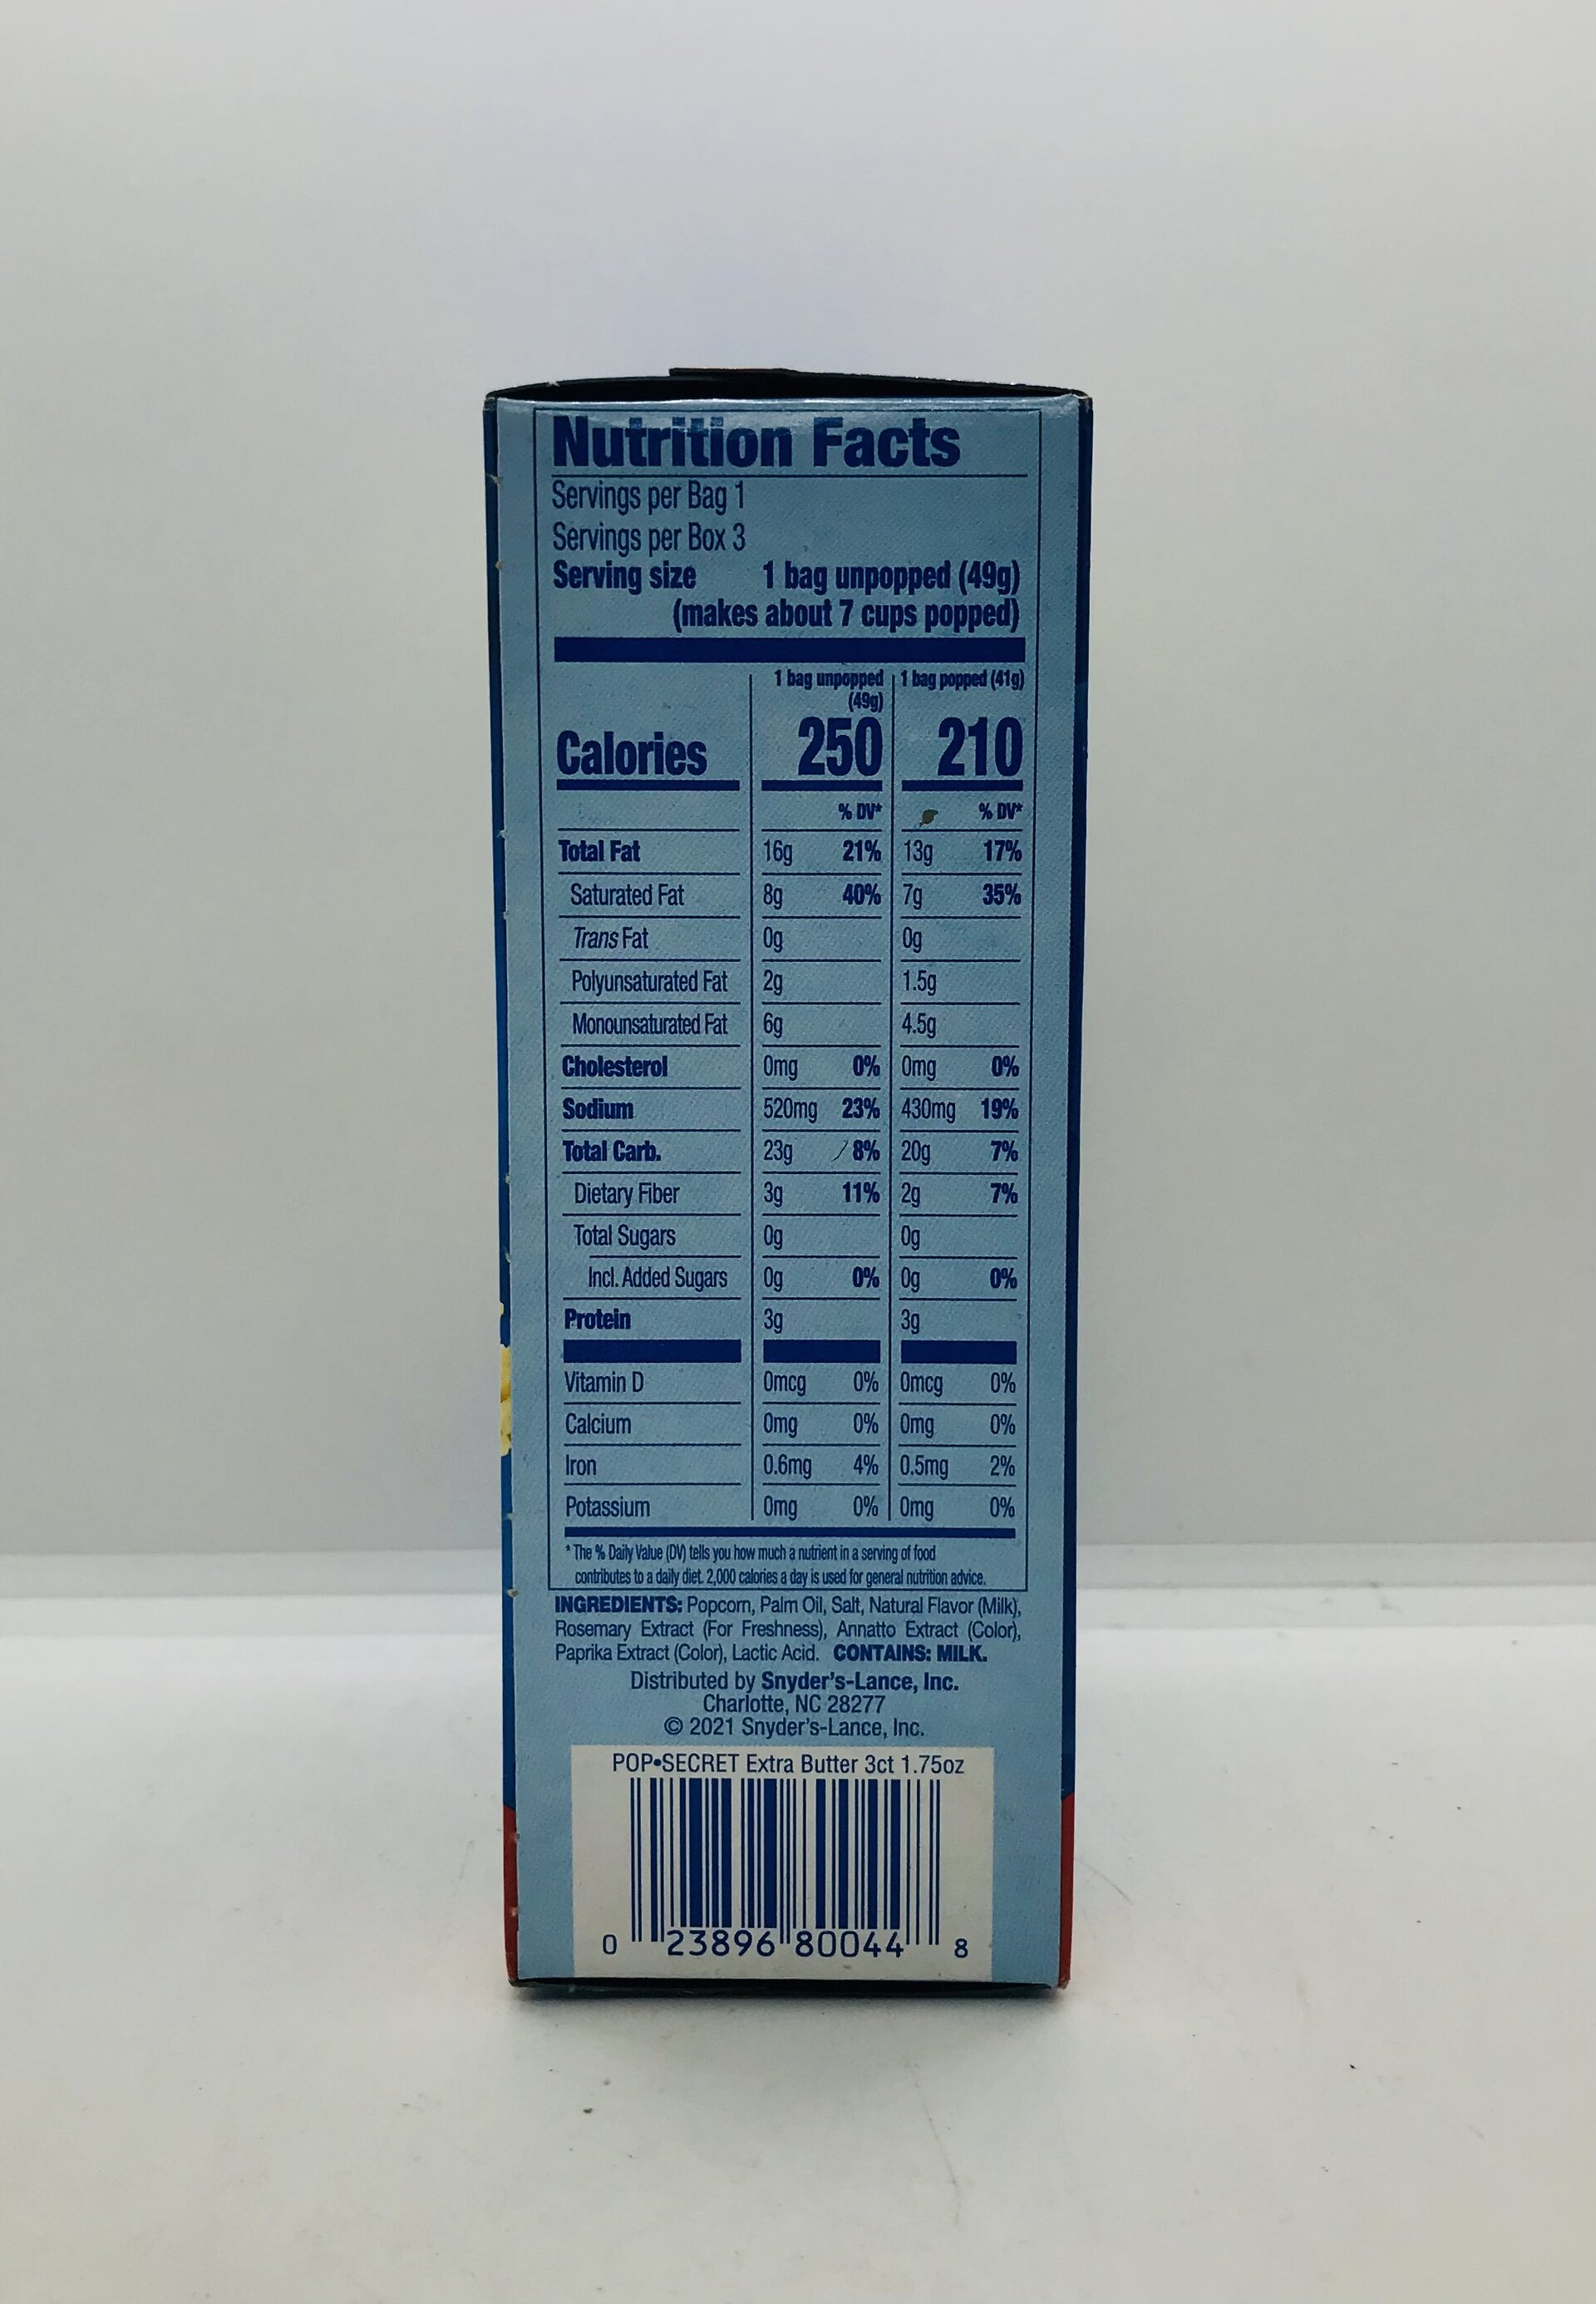 Nutrition Facts
Servings per Bag 1
Servings per Box 3
Serving size 1 bag unpopped (49g)
(makes about 7 cups popped)
1 bag unpopped (49g) 1 bag popped (41g)
Calories 250 210
% DV* % DV*
Total Fat 16g 21% 13g 17%
Saturated Fat 8g 40% 7g 35%
Trans Fat 0g 0g
Polyunsaturated Fat 2g 1.5g
Monounsaturated Fat 6g 4.5g
Cholesterol 0mg 0% 0mg 0%
Sodium 520mg 23% 430mg 19%
Total Carb. 23g 8% 20g 7%
Dietary Fiber 3g 11% 2g 7%
Total Sugars 0g 0g
Incl. Added Sugars 0g 0% 0g 0%
Protein 3g 3g
Vitamin D 0mcg 0% 0mcg 0%
Calcium 0mg 0% 0mg 0%
Iron 0.6mg 4% 0.5mg 2%
Potassium 0mg 0% 0mg 0%
* The % Daily Value (DV) tells you how much a nutrient in a serving of food
contributes to a daily diet. 2,000 calories a day is used for general nutrition advice.
INGREDIENTS: Popcorn, Palm Oil, Salt, Natural Flavor (Milk),
Rosemary Extract (For Freshness), Annatto Extract (Color),
Paprika Extract (Color), Lactic Acid. CONTAINS: MILK.
Distributed by Snyder's-Lance, Inc.
Charlotte, NC 28277
© 2021 Snyder's-Lance, Inc.
POP•SECRET Extra Butter 3ct 1.75oz
0 23896 80044 8